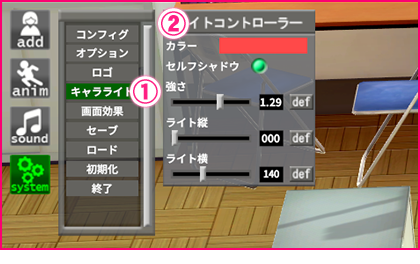 add
anim
sound
system
コンフィグ
オプション
ロゴ
キャラライト
画面効果
セーブ
ロード
初期化
終了
①
②
イトコントローラー
カラー
セルフシャドウ
強さ
1.29 def
ライト縦
000 def
ライト横
140 def